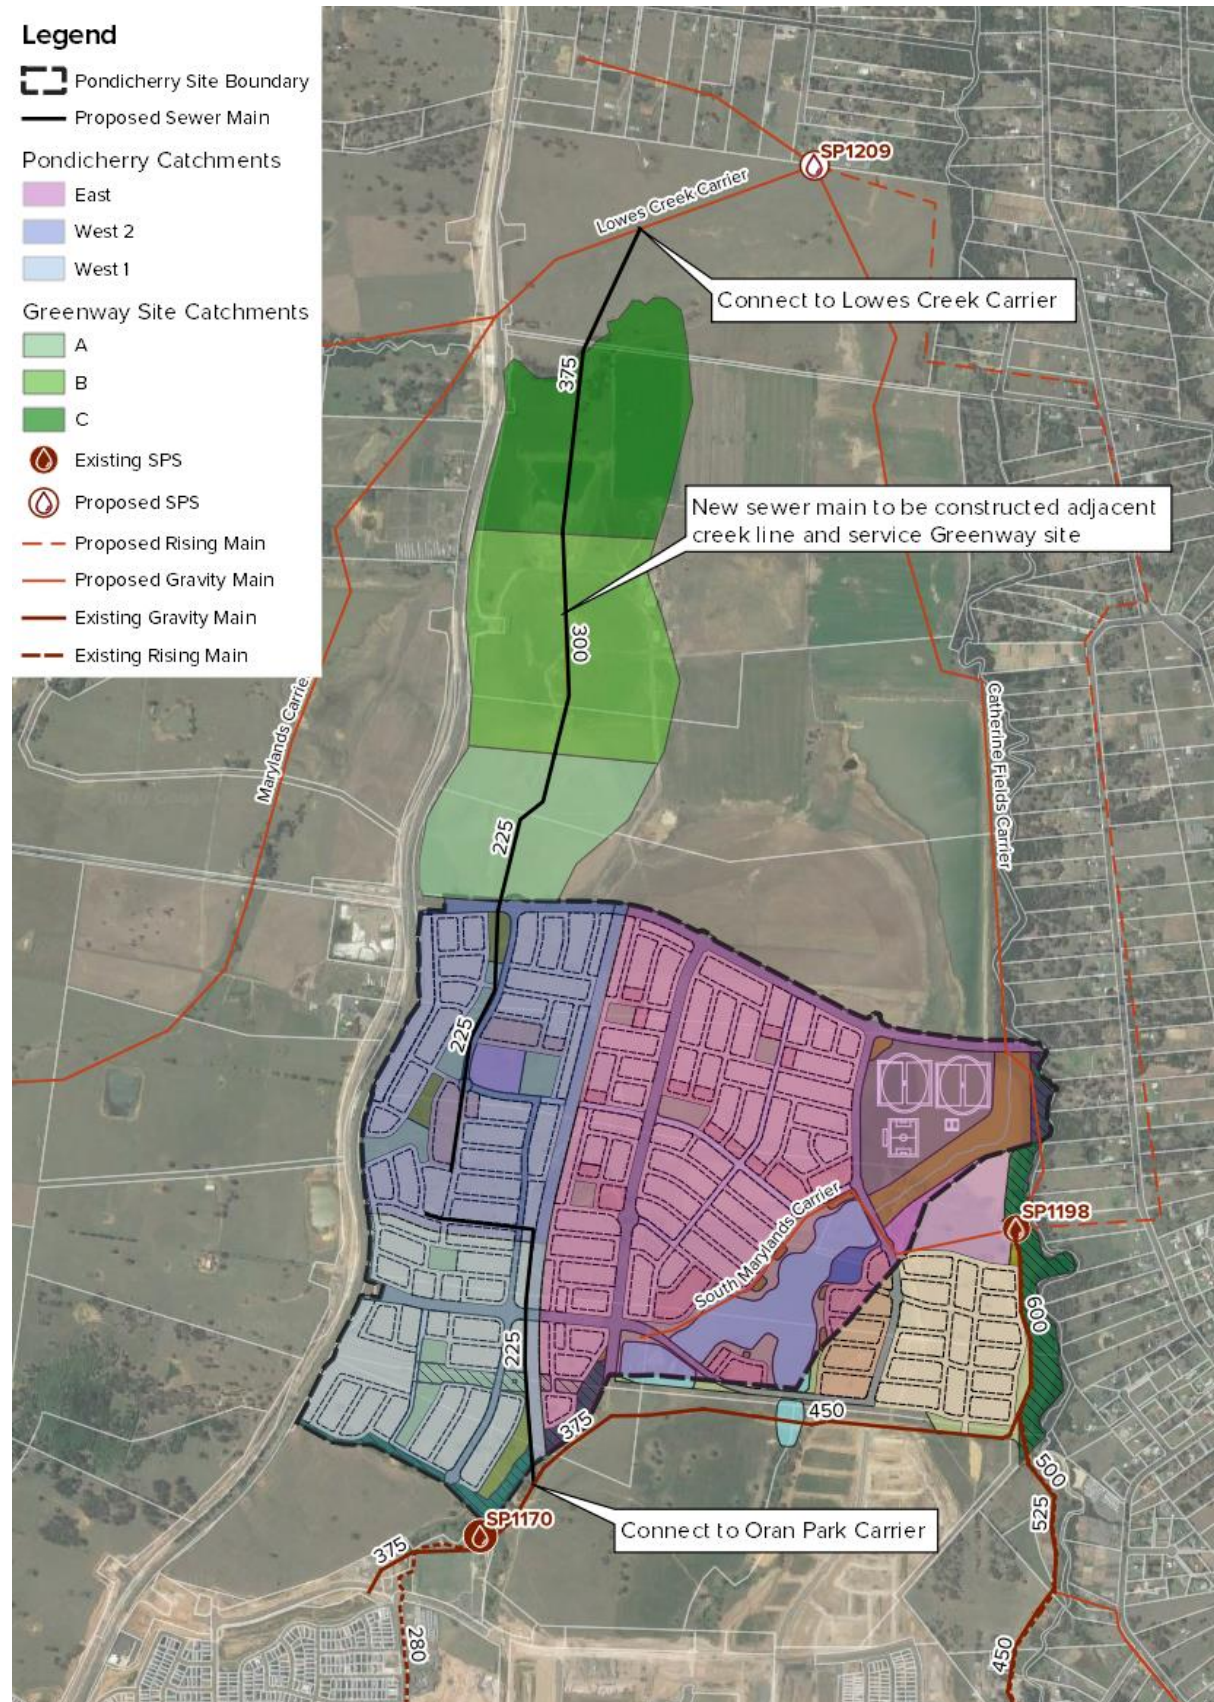 Legend
Pondicherry Site Boundary
Proposed Sewer Main
Pondicherry Catchments
East
West 2
West 1
Greenway Site Catchments
A
B
C
Existing SPS
Proposed SPS
Proposed Rising Main
Proposed Gravity Main
Existing Gravity Main
Existing Rising Main
SP1209
Lowes Creek Carrier
Connect to Lowes Creek Carrier
375
New sewer main to be constructed adjacent
creek line and service Greenway site
300
Marylands Carrier
Catherine Fields Carrier
225
225
South Marylands Carrier
SP1198
600
225
375
450
500
525
Connect to Oran Park Carrier
SP1170
375
280
450